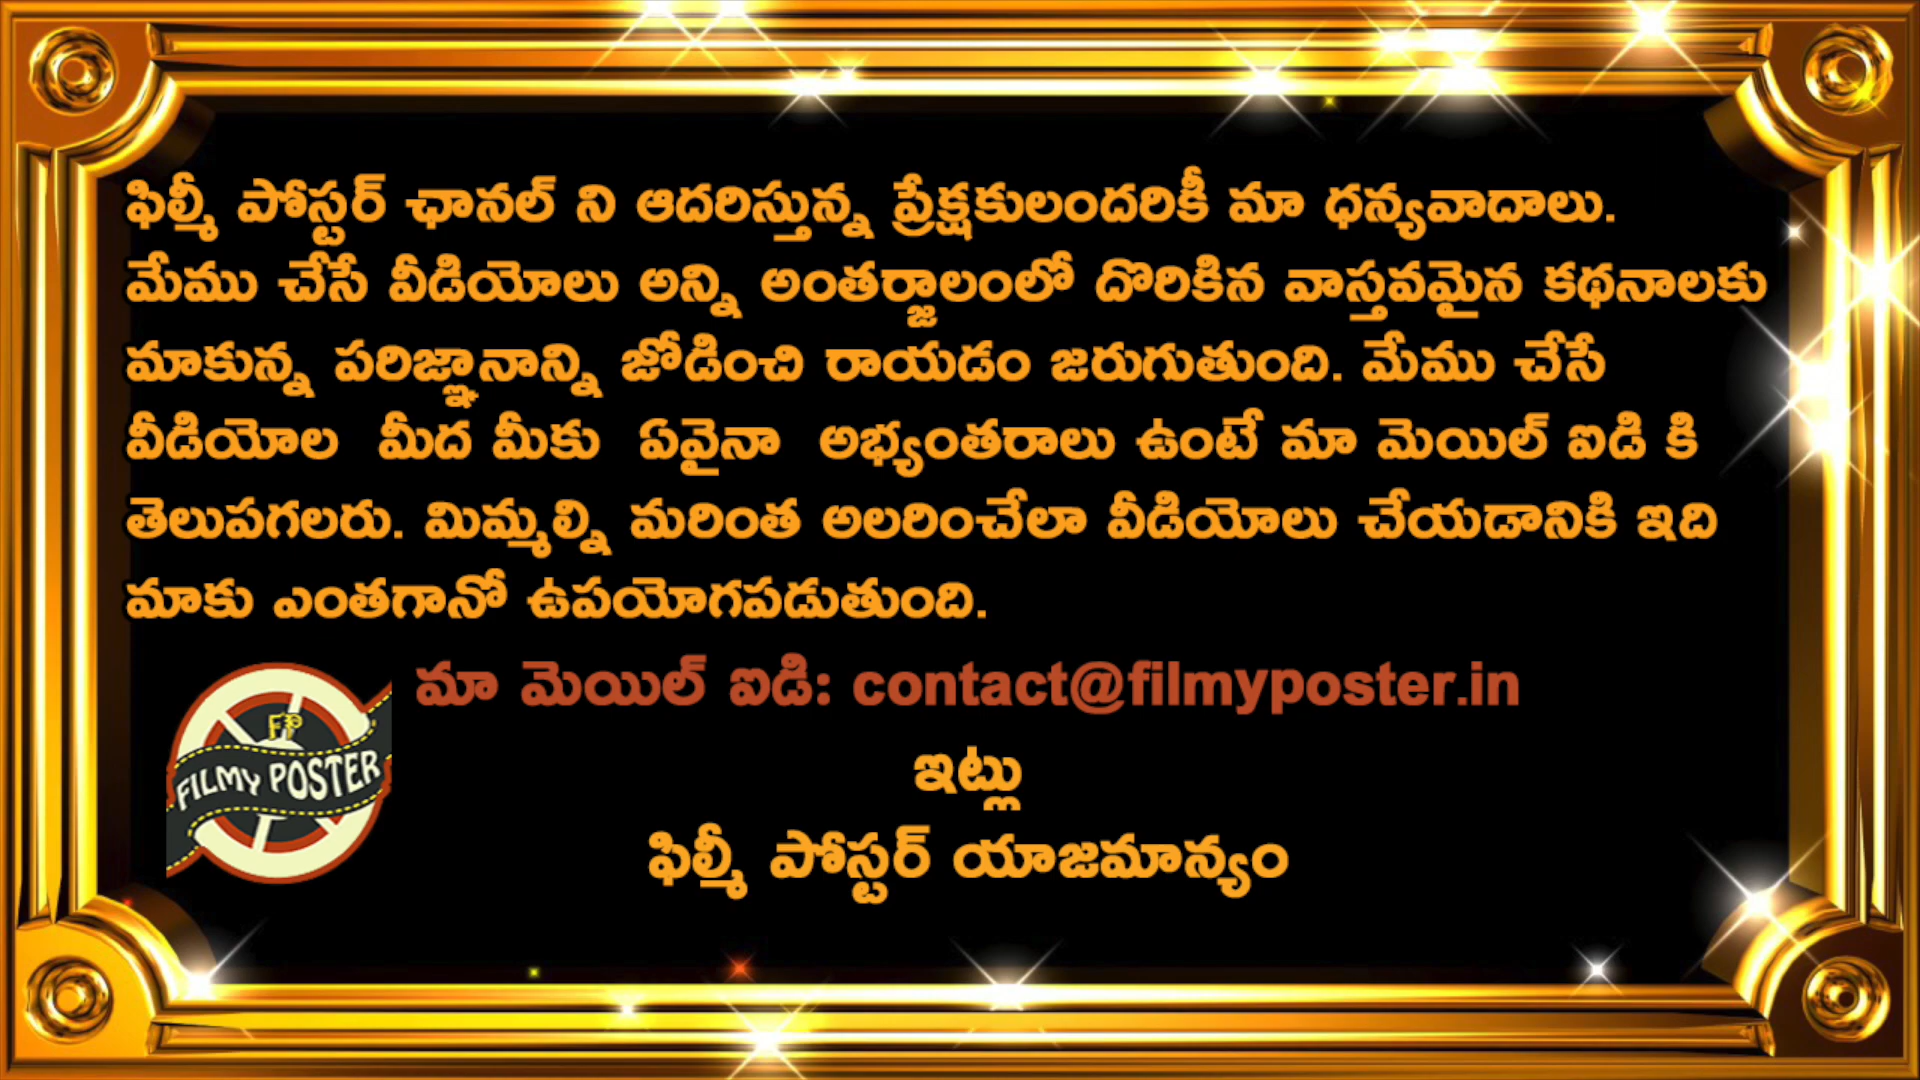 ఫిల్మీ పోస్టర్ ఛానల్ ని ఆదరిస్తున్న ప్రేక్షకులందరికీ మా ధన్యవాదాలు.
మేము చేసే వీడియోలు అన్ని అంతర్జాలంలో దొరికిన వాస్తవమైన కథనాలకు
మాకున్న పరిజ్ఞానాన్ని జోడించి రాయడం జరుగుతుంది. మేము చేసే
వీడియోల మీద మీకు ఏవైనా అభ్యంతరాలు ఉంటే మా మెయిల్ ఐడి కి
తెలుపగలరు. మిమ్మల్ని మరింత అలరించేలా వీడియోలు చేయడానికి ఇది
మాకు ఎంతగానో ఉపయోగపడుతుంది.
మా మెయిల్ ఐడి: contact@filmyposter.in
FP
FILMY POSTER
ఇట్లు
ఫిల్మీ పోస్టర్ యాజమాన్యం